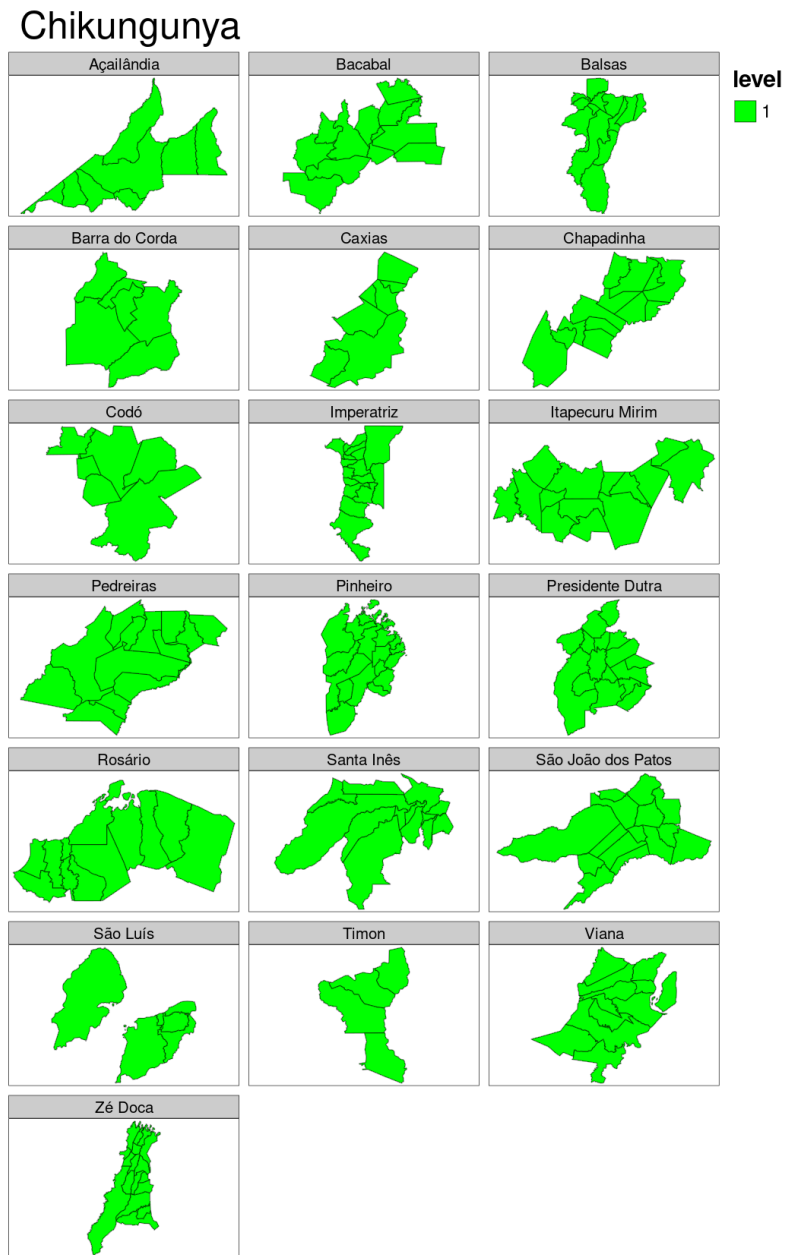 Chikungunya
Açailândia
Bacabal
Balsas
level
1
Barra do Corda
Caxias
Chapadinha
Codó
Imperatriz
Itapecuru Mirim
Pedreiras
Pinheiro
Presidente Dutra
Rosário
Santa Inês
São João dos Patos
São Luís
Timon
Viana
Zé Doca